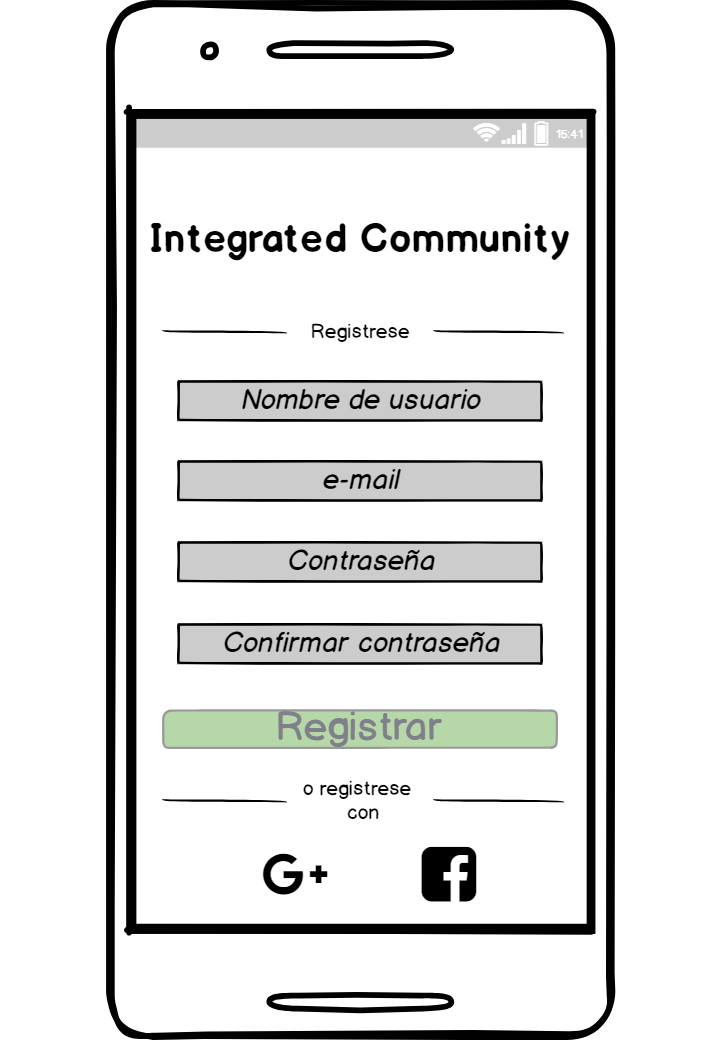 15:41
Integrated Community
Registrese
Nombre de usuario
e-mail
Contraseña
Confirmar contraseña
Registrar
o registrese
con
G+ f